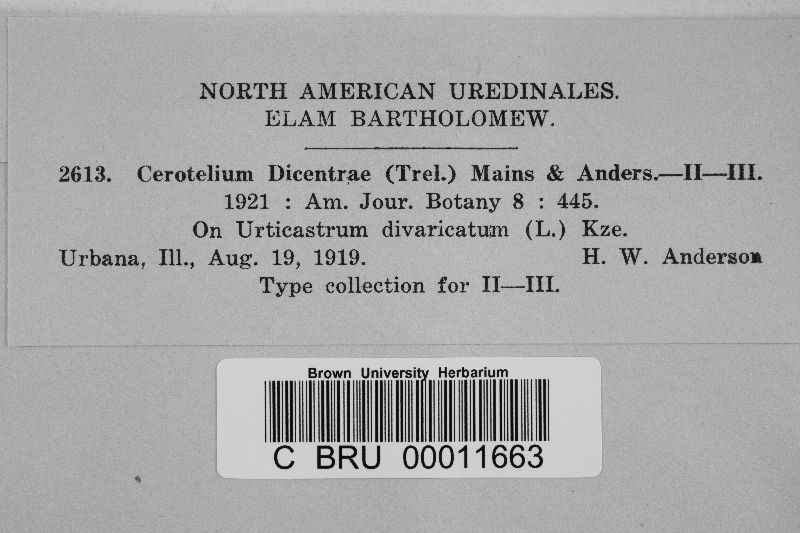 NORTH AMERICAN UREDINALES.
ELAM BARTHOLOMEW.
2613. Cerotelium Dicentrae (Trel.) Mains & Anders.—II—III.
1921 : Am. Jour. Botany 8 : 445.
On Urticastrum divaricatum (L.) Kze.
Urbana, Ill., Aug. 19, 1919. H. W. Anderson
Type collection for II—III.
Brown University Herbarium
C BRU 00011663